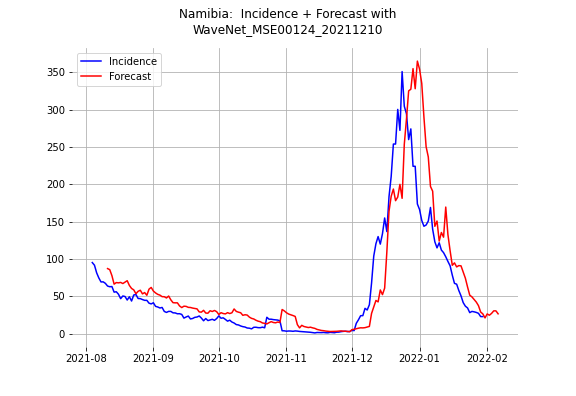 Namibia:  Incidence + Forecast with
WaveNet_MSE00124_20211210
Incidence
Forecast
350
300
250
200
150
100
50
0
2021-08 2021-09 2021-10 2021-11 2021-12 2022-01 2022-02